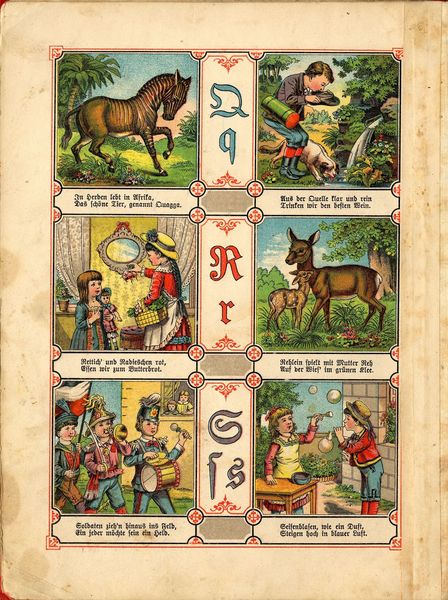 Q
q
In Herden lebt in Afrika,
Das schöne Tier, genannt Quagga.
Aus der Quelle klar und rein
Trinken wir den besten Wein.
R
r
Rettich' und Radieschen rot,
Essen wir zum Butterbrot.
Rehlein spielt mit Mutter Reh
Auf der Wies' im grünen Klee.
S
ſ s
Soldaten zieh'n hinaus ins Feld,
Ein jeder möchte sein ein Held.
Seifenblasen, wie ein Duft,
Steigen hoch in blauer Luft.